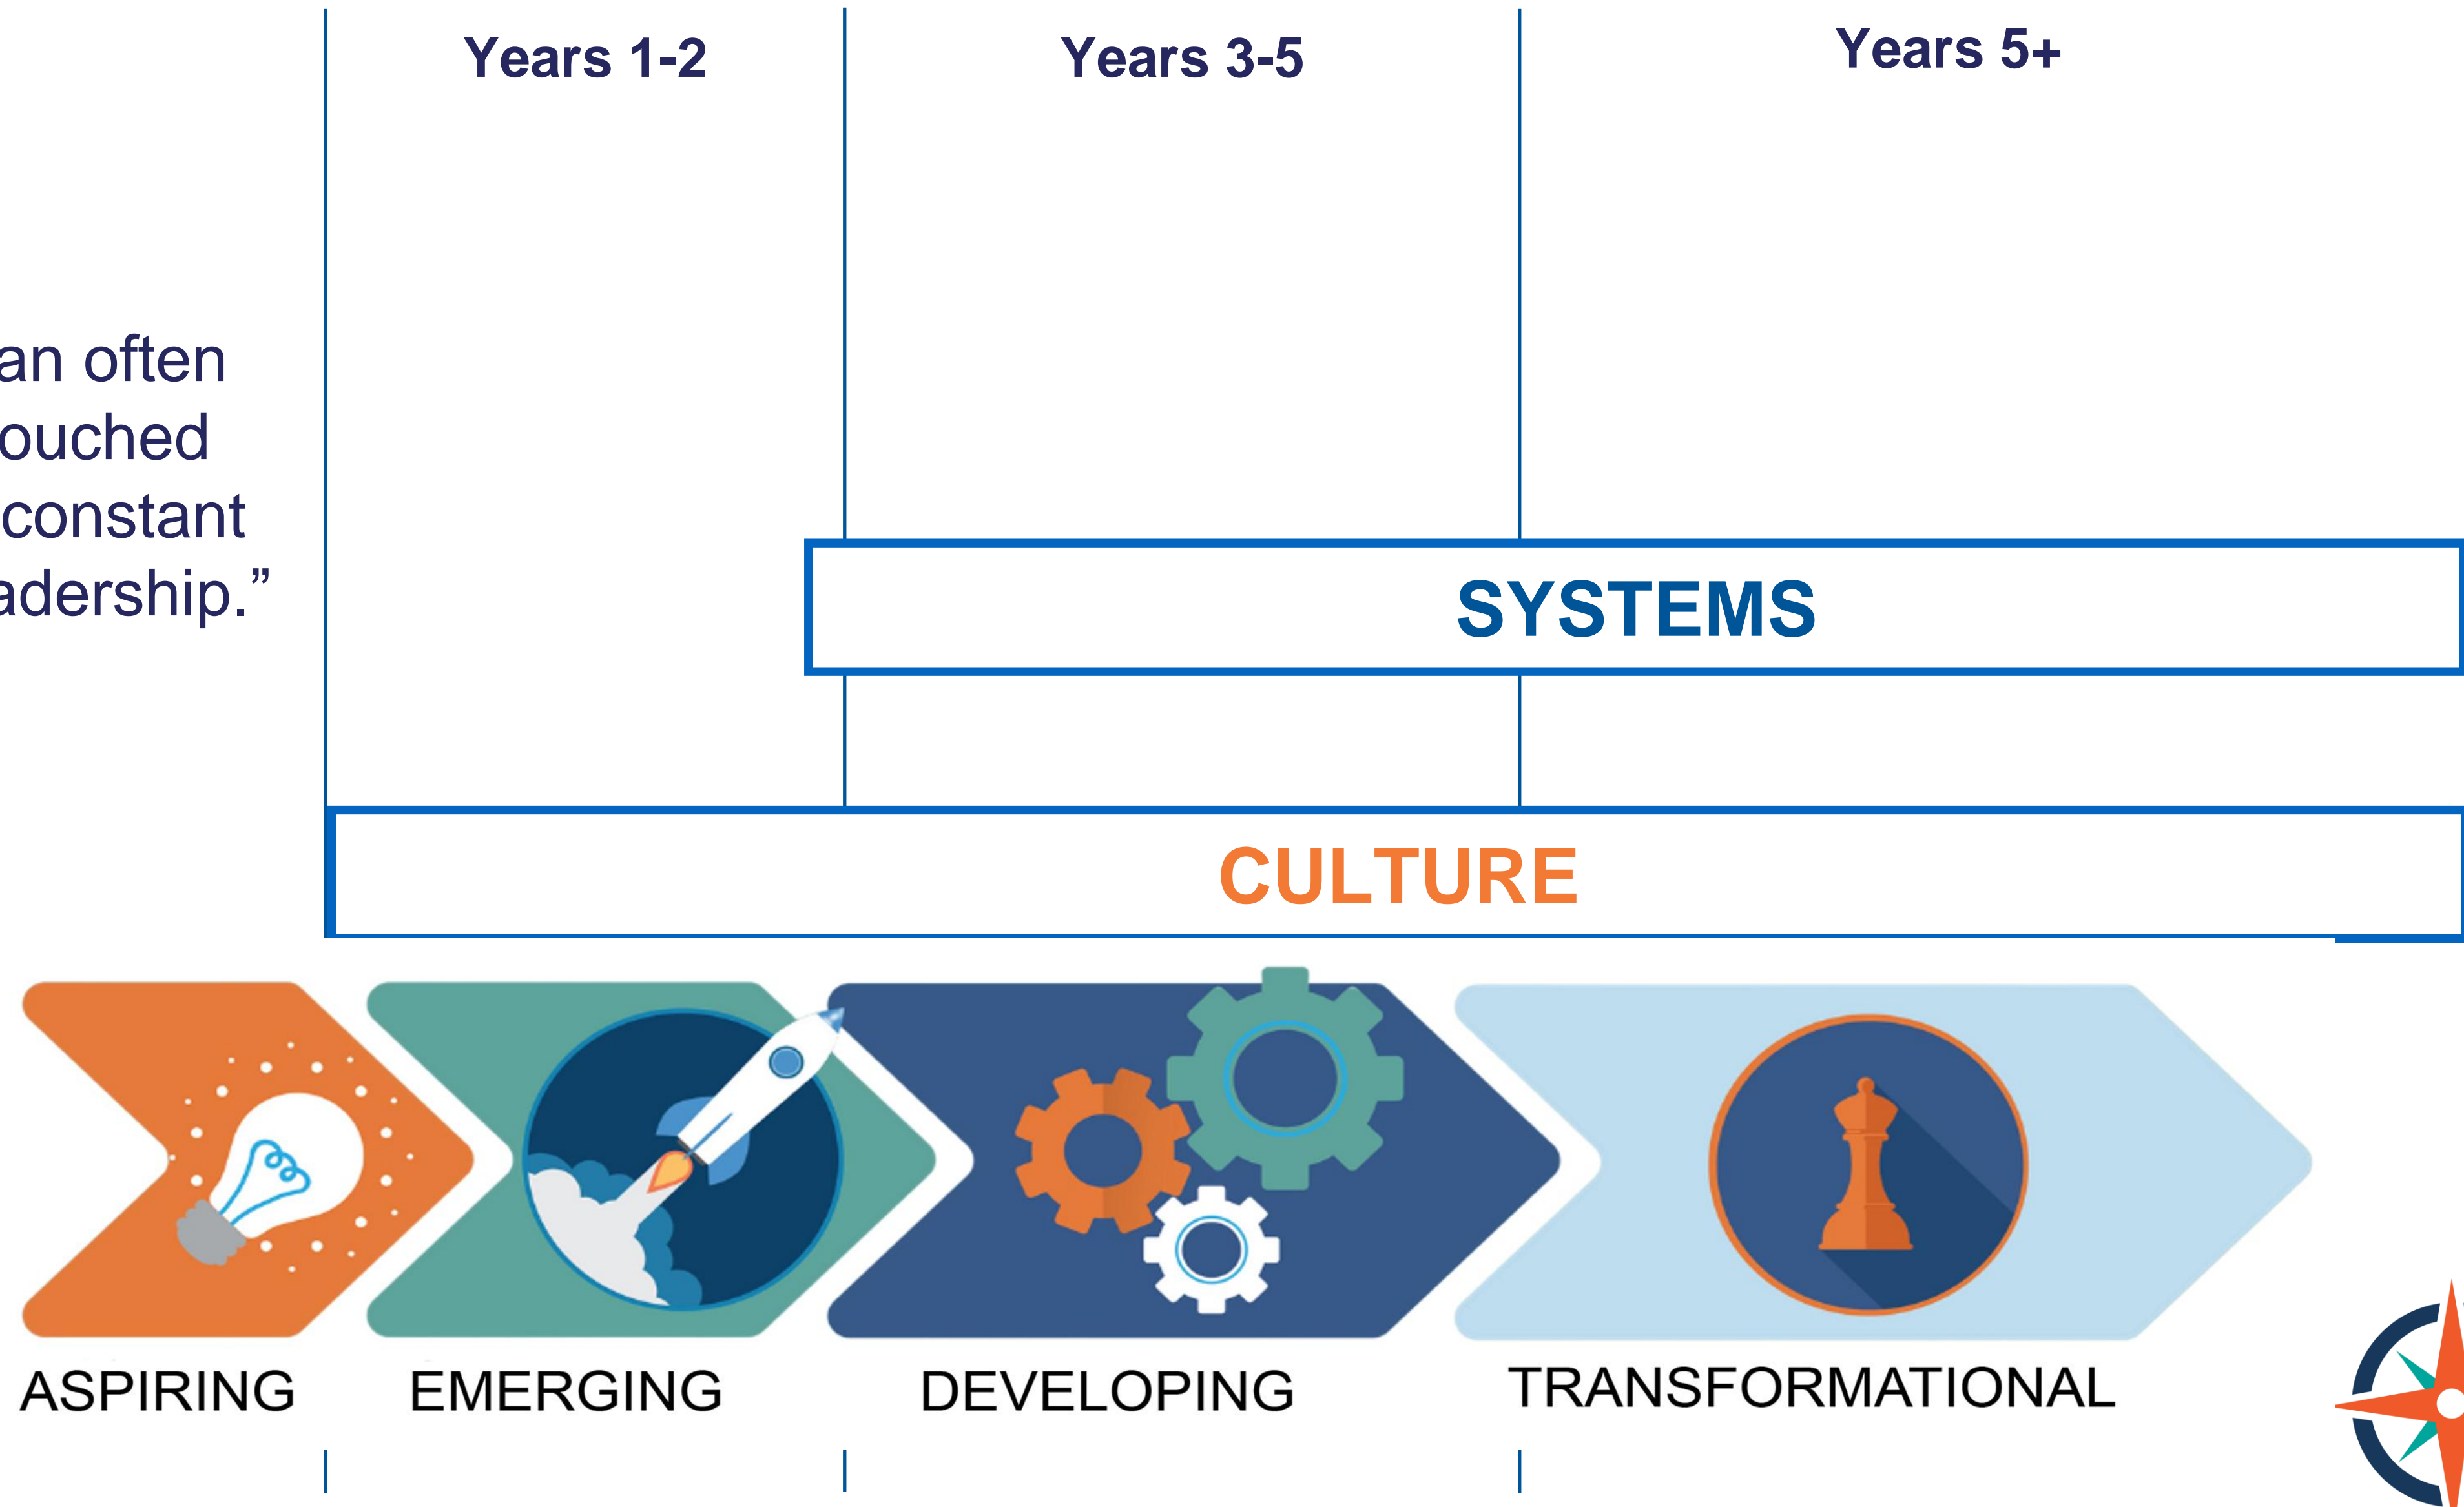 Years 1-2
Years 3-5
Years 5+
an often
ouched
constant
adership.”
SYSTEMS
CULTURE
ASPIRING
EMERGING
DEVELOPING
TRANSFORMATIONAL